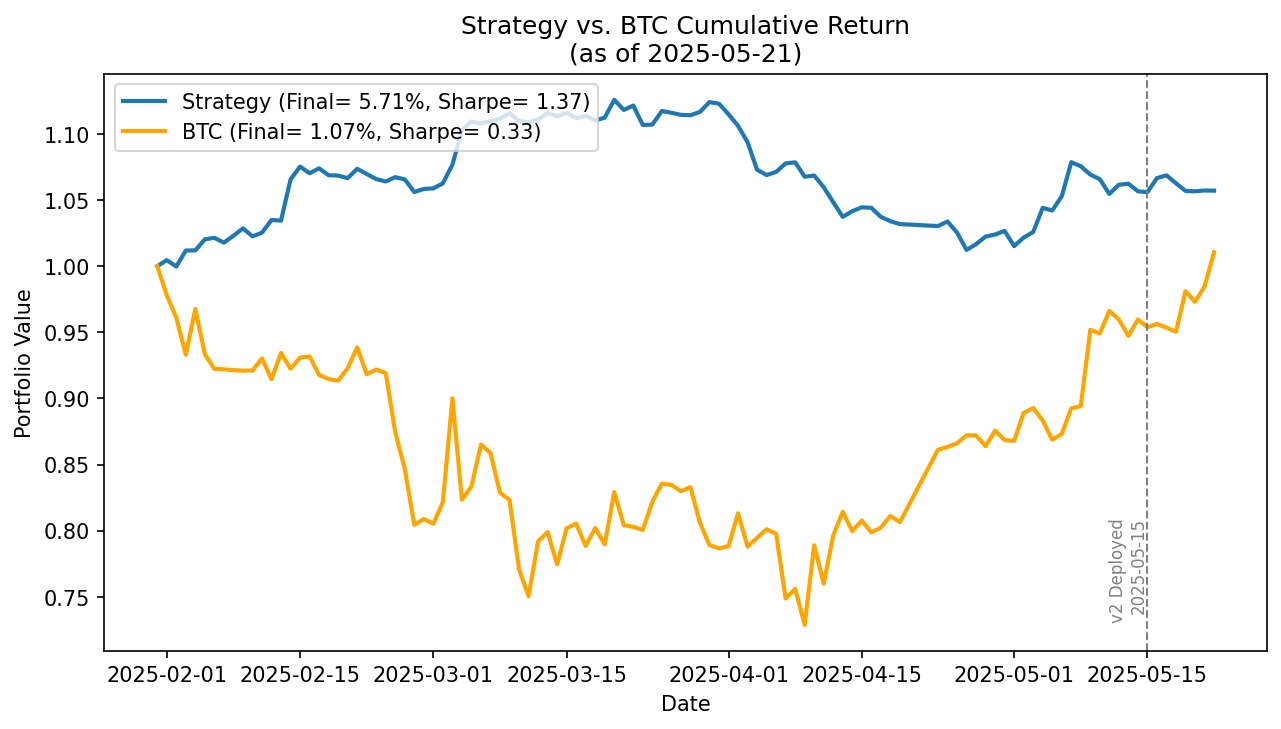 Strategy vs. BTC Cumulative Return
(as of 2025-05-21)
Strategy (Final= 5.71%, Sharpe= 1.37)
BTC (Final= 1.07%, Sharpe= 0.33)
Portfolio Value
1.10
1.05
1.00
0.95
0.90
0.85
0.80
0.75
v2 Deployed
2025-05-15
2025-02-01 2025-02-15 2025-03-01 2025-03-15 2025-04-01 2025-04-15 2025-05-01 2025-05-15
Date